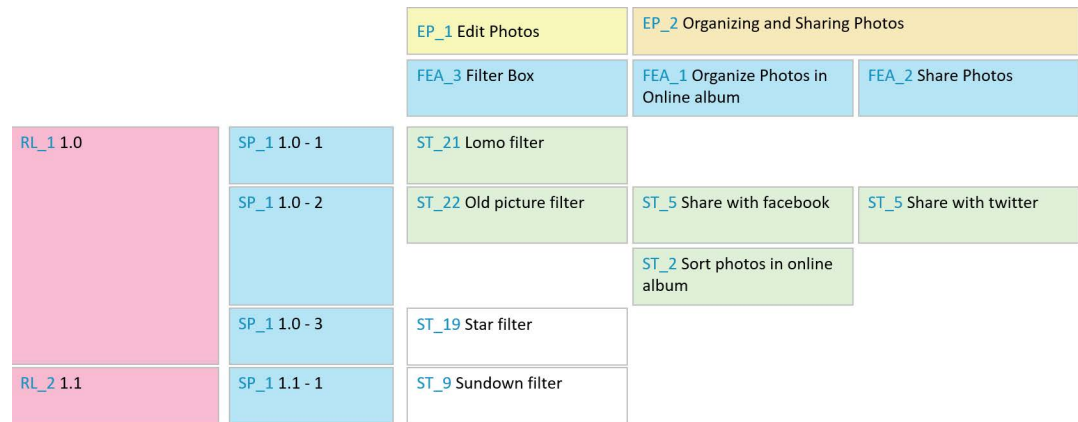 EP_1 Edit Photos
EP_2 Organizing and Sharing Photos
FEA_3 Filter Box
FEA_1 Organize Photos in
Online album
FEA_2 Share Photos
RL_1 1.0
SP_1 1.0 - 1
ST_21 Lomo filter
SP_1 1.0 - 2
ST_22 Old picture filter
ST_5 Share with facebook
ST_5 Share with twitter
ST_2 Sort photos in online
album
SP_1 1.0 - 3
ST_19 Star filter
RL_2 1.1
SP_1 1.1 - 1
ST_9 Sundown filter